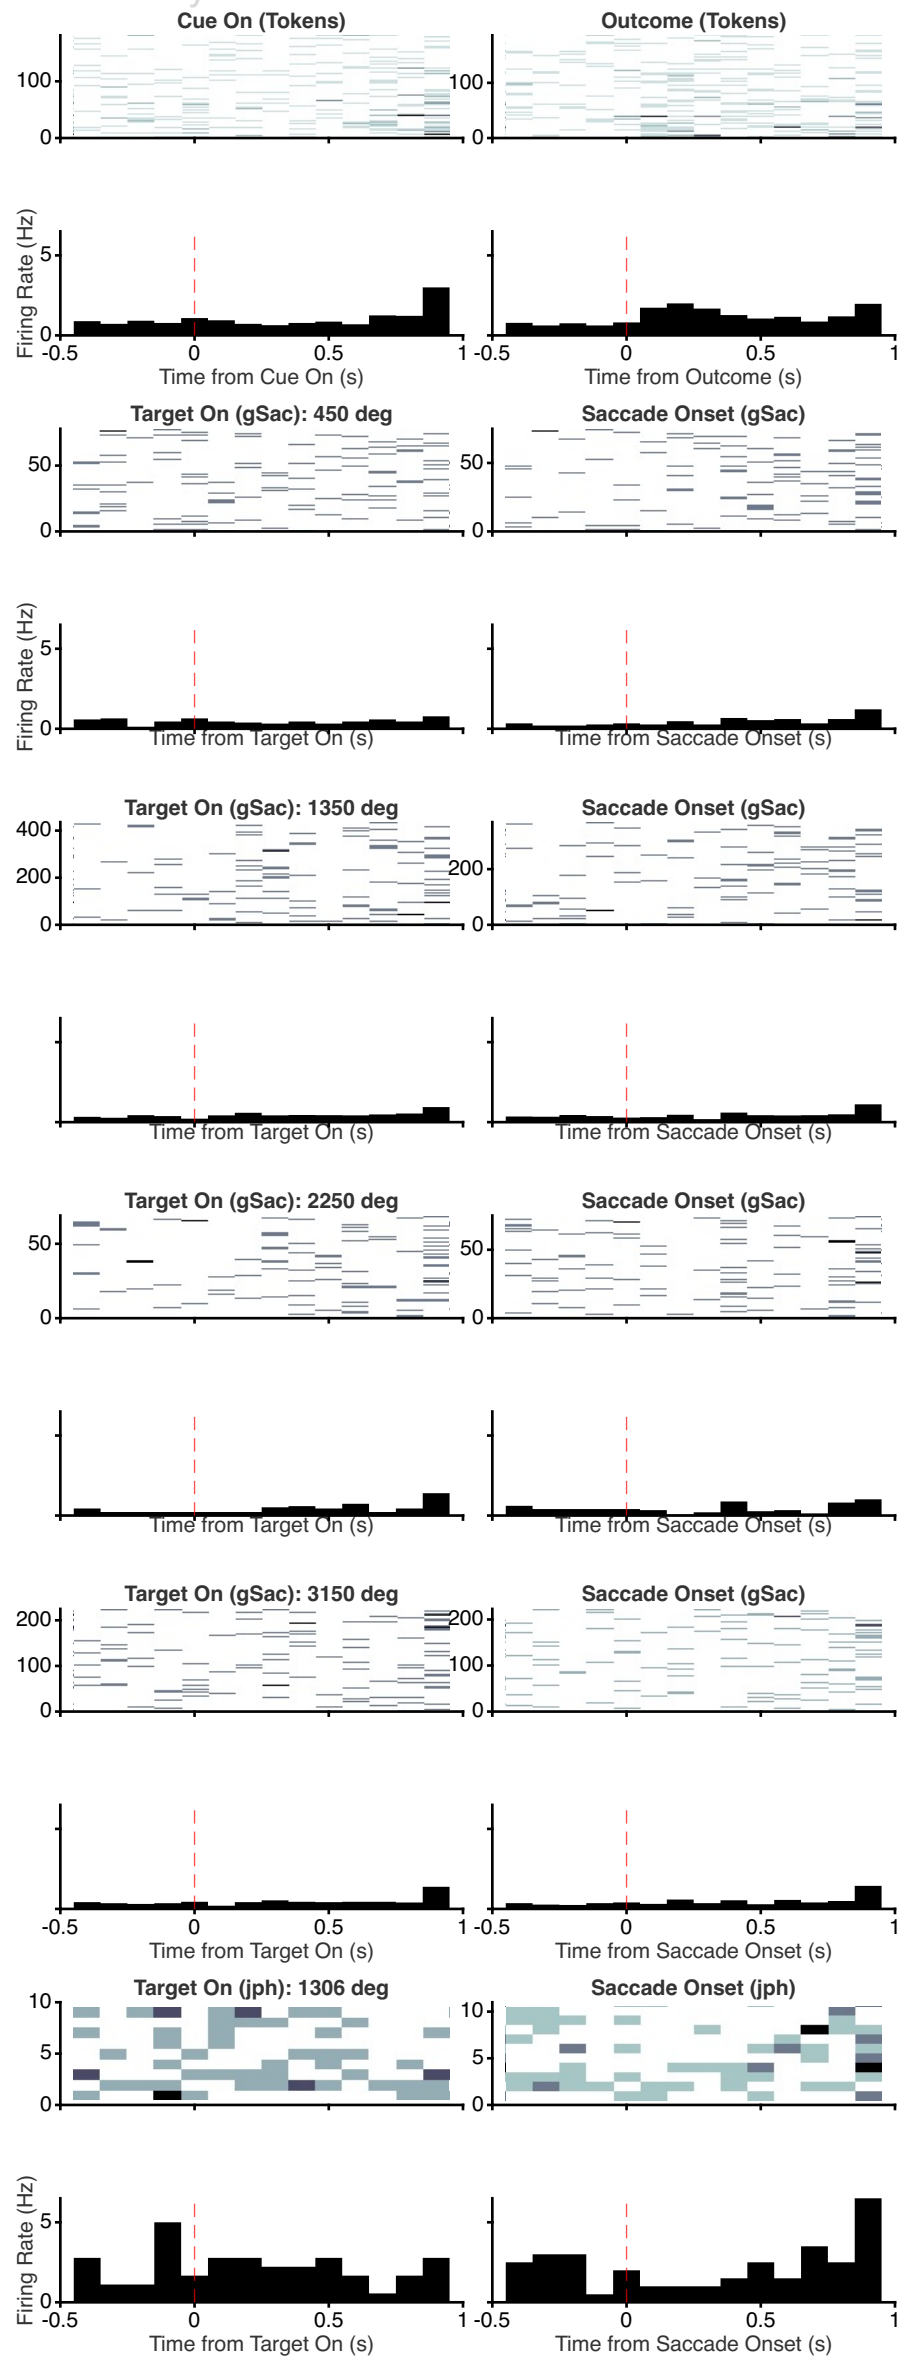 Cue On (Tokens) Outcome (Tokens)
100 100
0 0
Firing Rate (Hz)
5
0
-0.5 0 0.5 1 -0.5 0 0.5 1
Time from Cue On (s) Time from Outcome (s)
Target On (gSac): 450 deg Saccade Onset (gSac)
50 50
0 0
Firing Rate (Hz)
5
0
Time from Target On (s) Time from Saccade Onset (s)
Target On (gSac): 1350 deg Saccade Onset (gSac)
400
200 200
0 0
Time from Target On (s) Time from Saccade Onset (s)
Target On (gSac): 2250 deg Saccade Onset (gSac)
50 50
0 0
Time from Target On (s) Time from Saccade Onset (s)
Target On (gSac): 3150 deg Saccade Onset (gSac)
200 200
100 100
0 0
-0.5 0 0.5 1 -0.5 0 0.5 1
Time from Target On (s) Time from Saccade Onset (s)
Target On (jph): 1306 deg Saccade Onset (jph)
10 10
5 5
0 0
Firing Rate (Hz)
5 5
0
-0.5 0 0.5 1 -0.5 0 0.5 1
Time from Target On (s) Time from Saccade Onset (s)